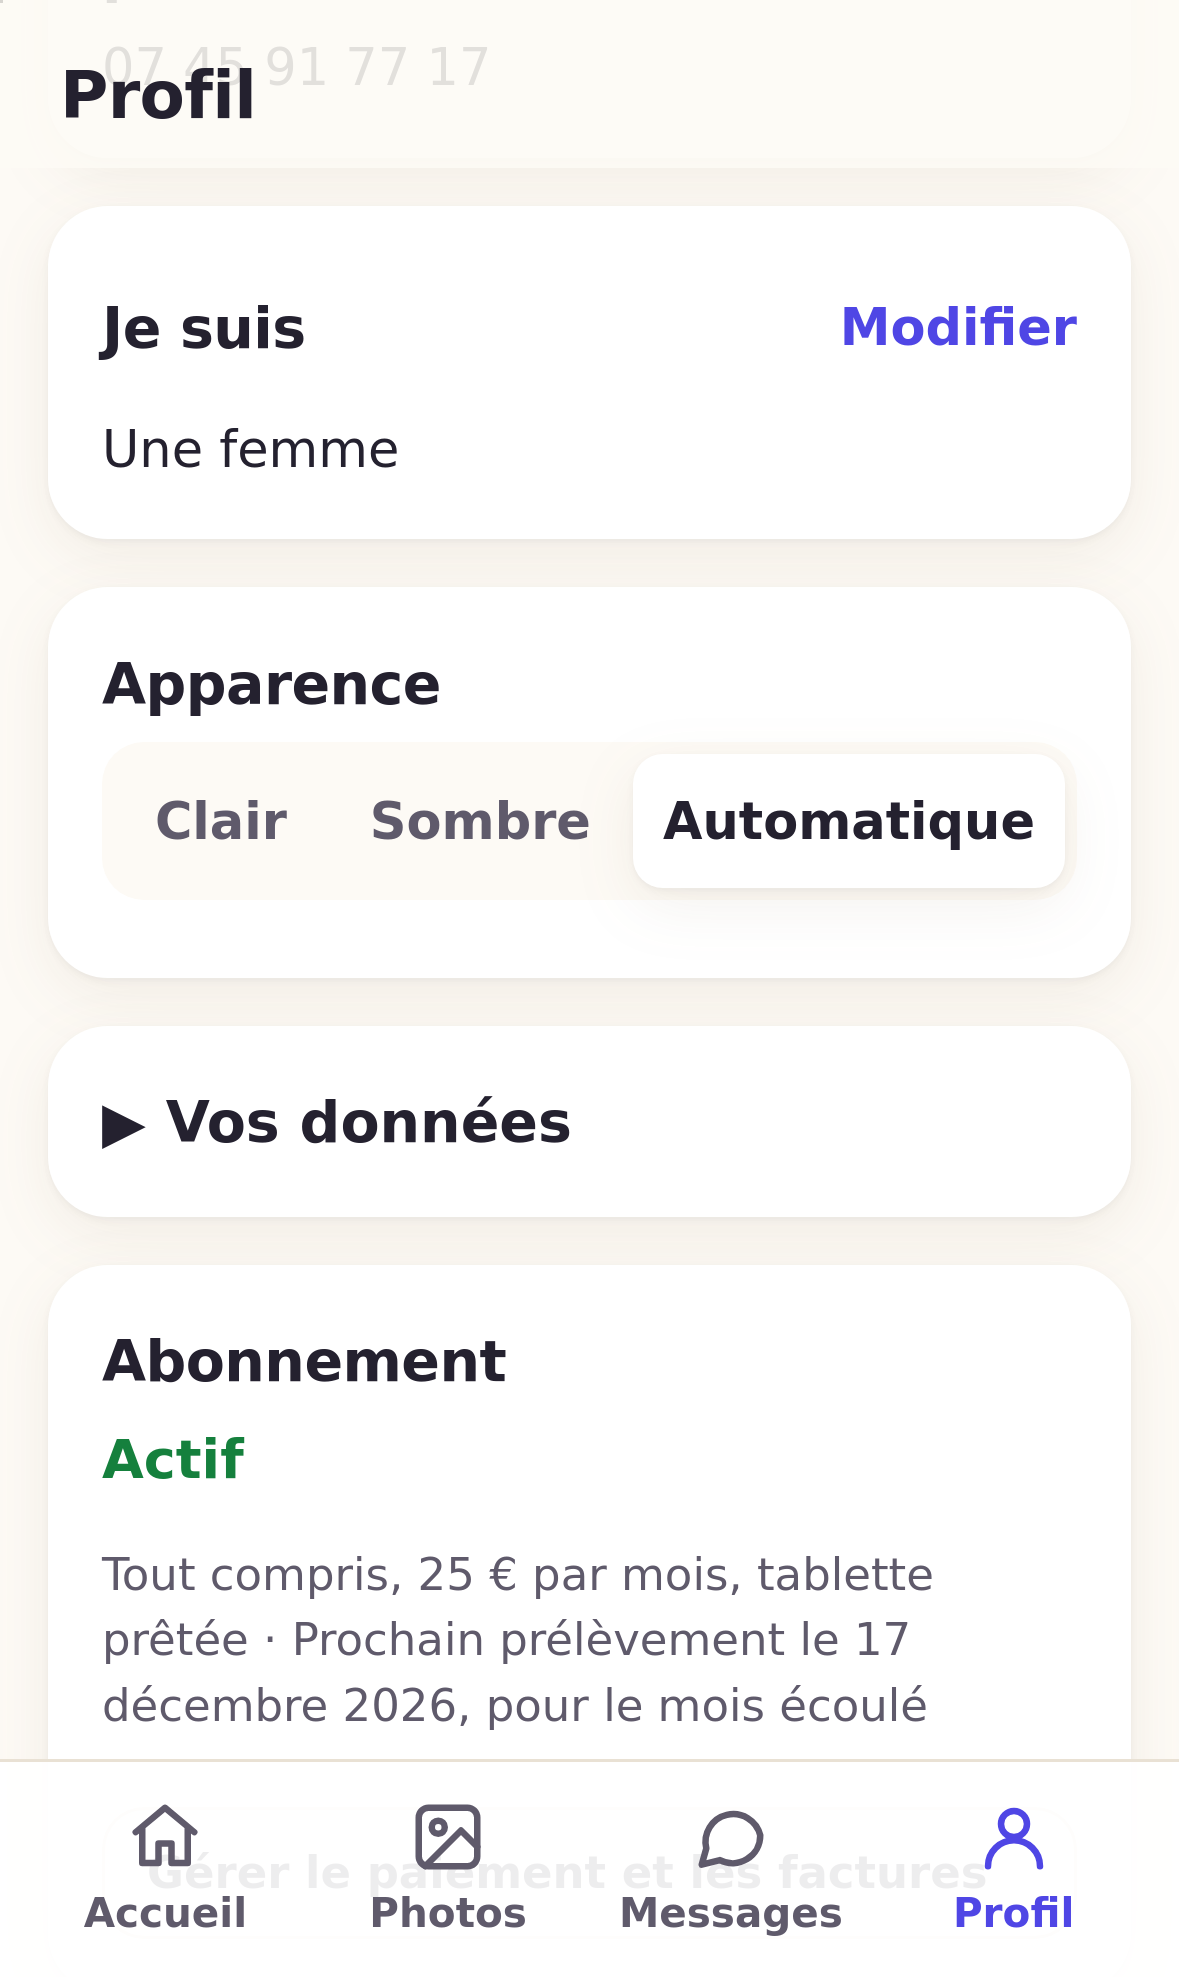 07 45 91 77 17
Profil
Je suis
Modifier
Une femme
Apparence
Clair
Sombre
Automatique
▶ Vos données
Abonnement
Actif
Tout compris, 25 € par mois, tablette
prêtée · Prochain prélèvement le 17
décembre 2026, pour le mois écoulé
Gérer le paiement et les factures
Accueil
Photos
Messages
Profil